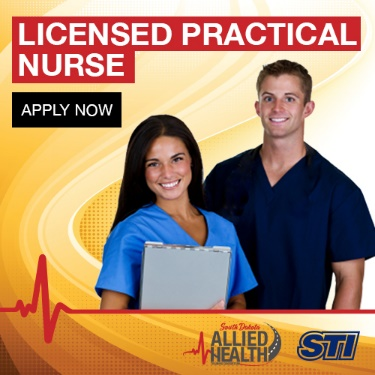 LICENSED PRACTICAL
NURSE
APPLY NOW
South Dakota
ALLIED
HEALTH
STI